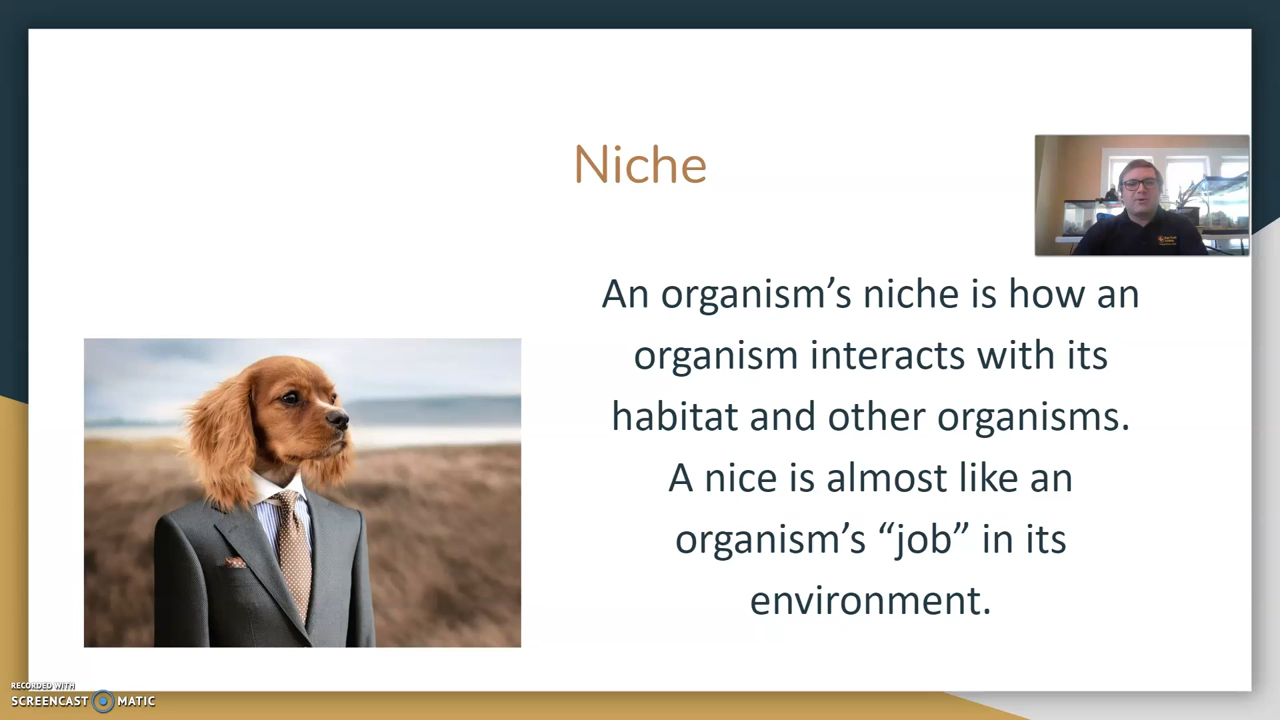 Niche
An organism’s niche is how an
organism interacts with its
habitat and other organisms.
A nice is almost like an
organism’s “job” in its
environment.
RECORDED WITH
SCREENCAST MATIC